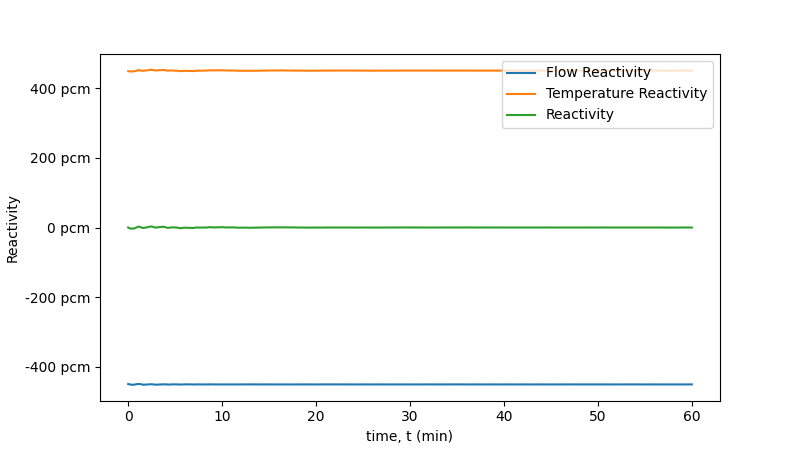 Flow Reactivity
Temperature Reactivity
Reactivity
400 pcm
200 pcm
0 pcm
-200 pcm
-400 pcm
Reactivity
0 10 20 30 40 50 60
time, t (min)